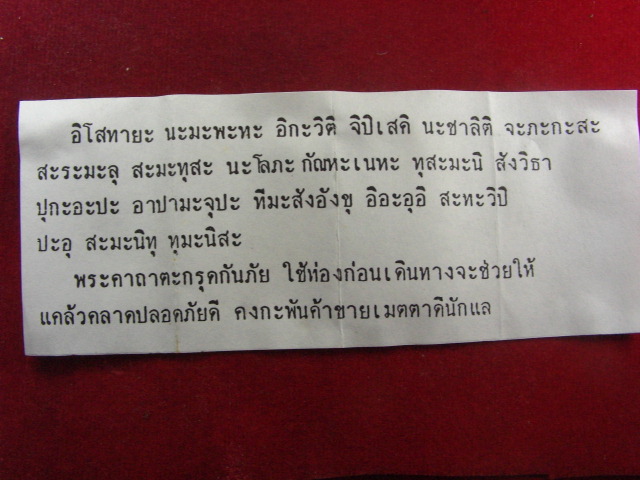 อิโสทายะ นะมะพะทะ อิกะวิติ จิปิเสคิ นะชาลิติ จะภะกะสะ
สะระมะลุ สะมะทุสะ นะโลภะ กัณหะเนหะ ทุสะมะนิ สังวิธา
ปุกะอะปะ อาปามะจุปะ ทีมะสังอังขุ อิอะอุอิ สะหะวิปิ
ปะอุ สะมะนิทุ ทุมะนิสะ
พระคาถาตะกรุดกันภัย ใช้ท่องก่อนเดินทางจะช่วยให้
แคล้วคลาดปลอดภัยดี คงกะพันค้าขายเมตตาดีนักแล